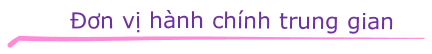 Đơn vị hành chính trung gian